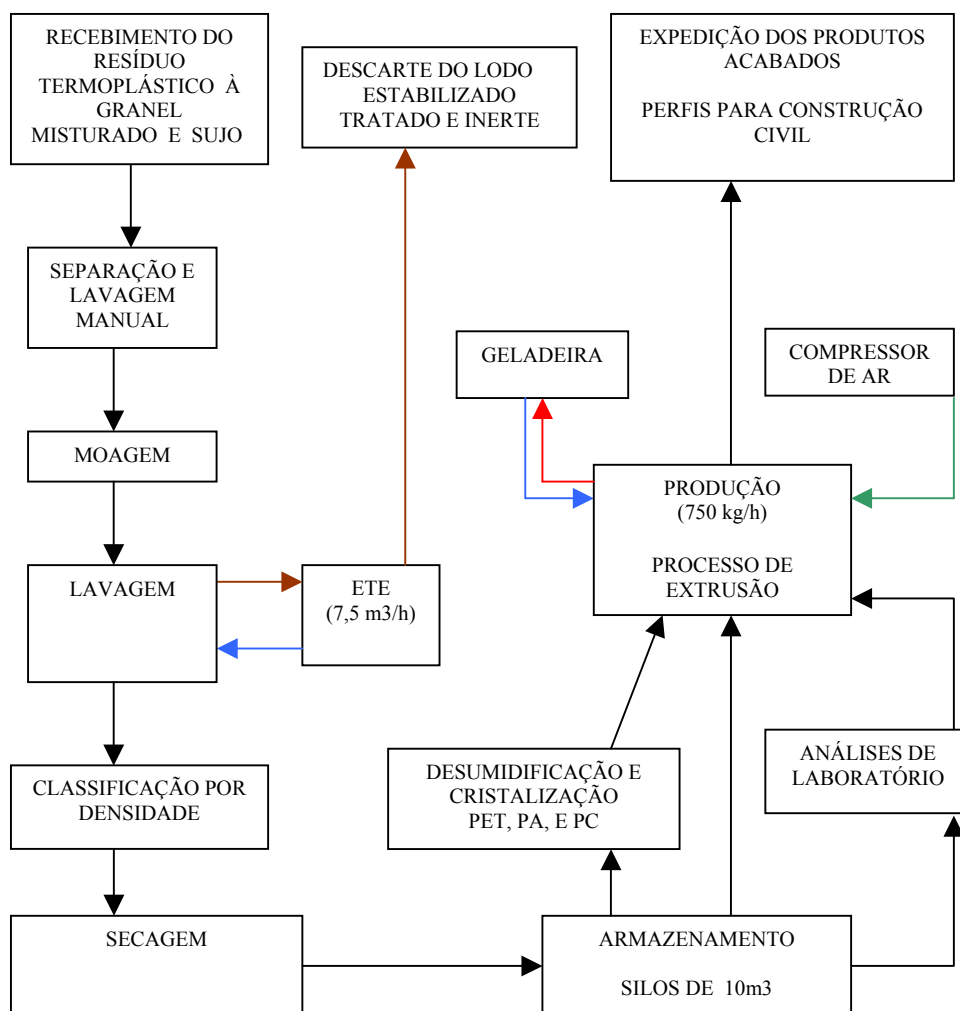 RECEBIMENTO DO
RESÍDUO
TERMOPLÁSTICO À
GRANEL
MISTURADO E SUJO
DESCARTE DO LODO
ESTABILIZADO
TRATADO E INERTE
EXPEDIÇÃO DOS PRODUTOS
ACABADOS
PERFIS PARA CONSTRUÇÃO
CIVIL
SEPARAÇÃO E
LAVAGEM
MANUAL
GELADEIRA
COMPRESSOR
DE AR
MOAGEM
PRODUÇÃO
(750 kg/h)
PROCESSO DE
EXTRUSÃO
LAVAGEM
ETE
(7,5 m3/h)
CLASSIFICAÇÃO POR
DENSIDADE
DESUMIDIFICAÇÃO E
CRISTALIZAÇÃO
PET, PA, E PC
ANÁLISES DE
LABORATÓRIO
SECAGEM
ARMAZENAMENTO
SILOS DE 10m3